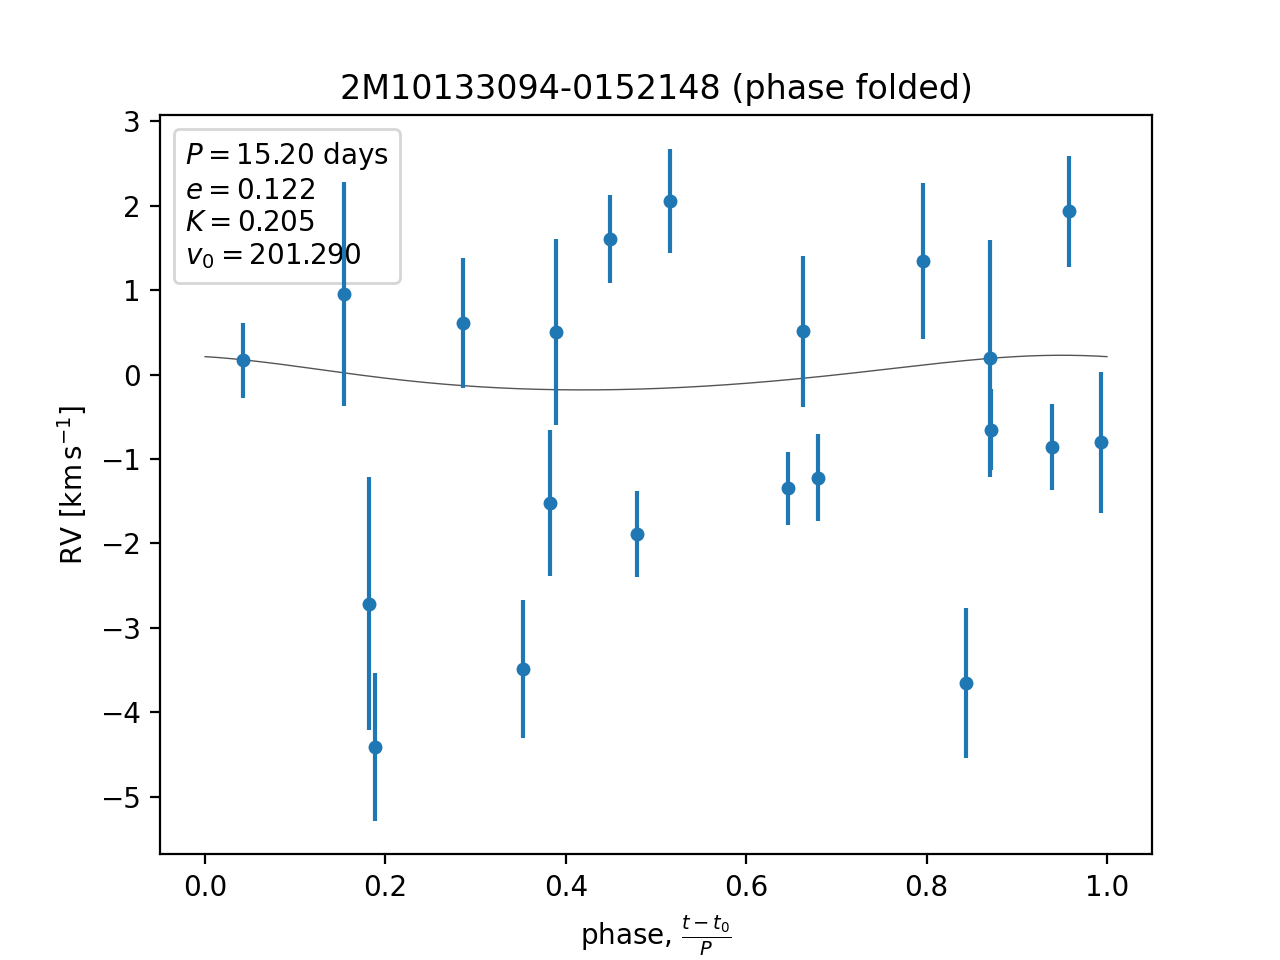 2M10133094-0152148 (phase folded)
P = 15.20 days
e = 0.122
K = 0.205
v₀ = 201.290
3
2
1
0
−1
−2
−3
−4
−5
RV [km s⁻¹]
0.0 0.2 0.4 0.6 0.8 1.0
phase, (t − t₀)/P